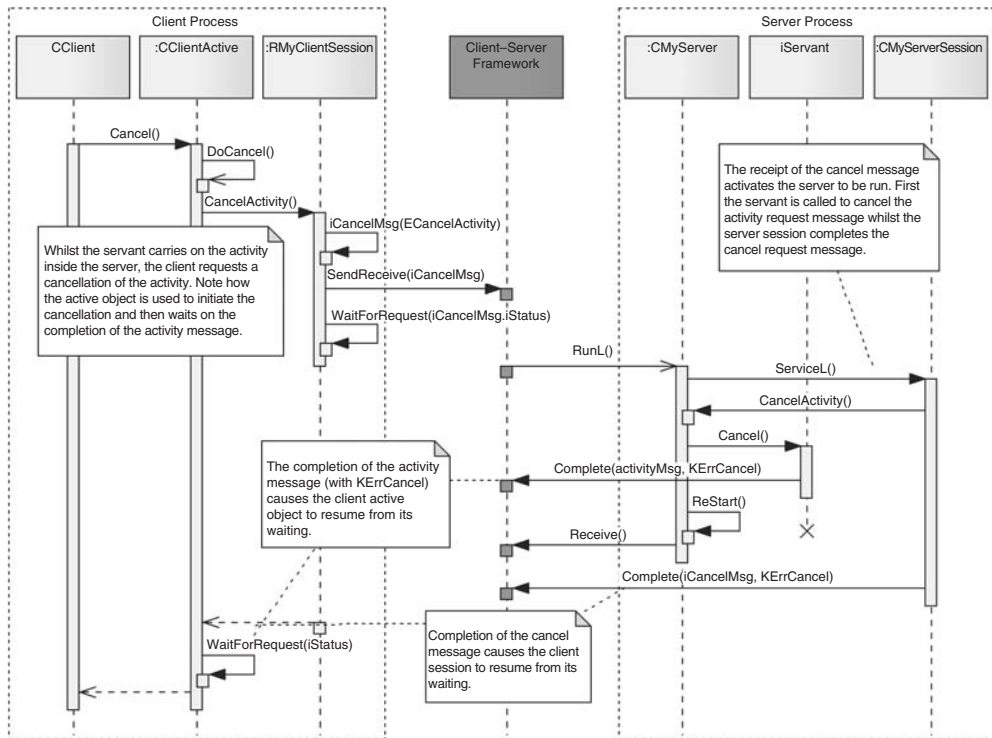 Client Process
Server Process
CClient
:CClientActive
:RMyClientSession
Client–Server
Framework
:CMyServer
iServant
:CMyServerSession
Cancel()
DoCancel()
CancelActivity()
iCancelMsg(ECancelActivity)
SendReceive(iCancelMsg)
WaitForRequest(iCancelMsg.iStatus)
Whilst the servant carries on the activity
inside the server, the client requests a
cancellation of the activity. Note how
the active object is used to initiate the
cancellation and then waits on the
completion of the activity message.
The receipt of the cancel message
activates the server to be run. First
the servant is called to cancel the
activity request message whilst the
server session completes the
cancel request message.
RunL()
ServiceL()
CancelActivity()
Cancel()
Complete(activityMsg, KErrCancel)
The completion of the activity
message (with KErrCancel)
causes the client active
object to resume from its
waiting.
ReStart()
Receive()
Complete(iCancelMsg, KErrCancel)
Completion of the cancel
message causes the client
session to resume from its
waiting.
WaitForRequest(iStatus)